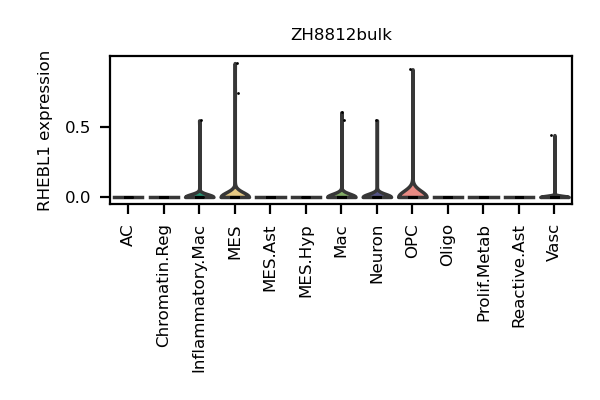 ZH8812bulk
RHEBL1 expression
0.5
0.0
AC
Chromatin.Reg
Inflammatory.Mac
MES
MES.Ast
MES.Hyp
Mac
Neuron
OPC
Oligo
Prolif.Metab
Reactive.Ast
Vasc